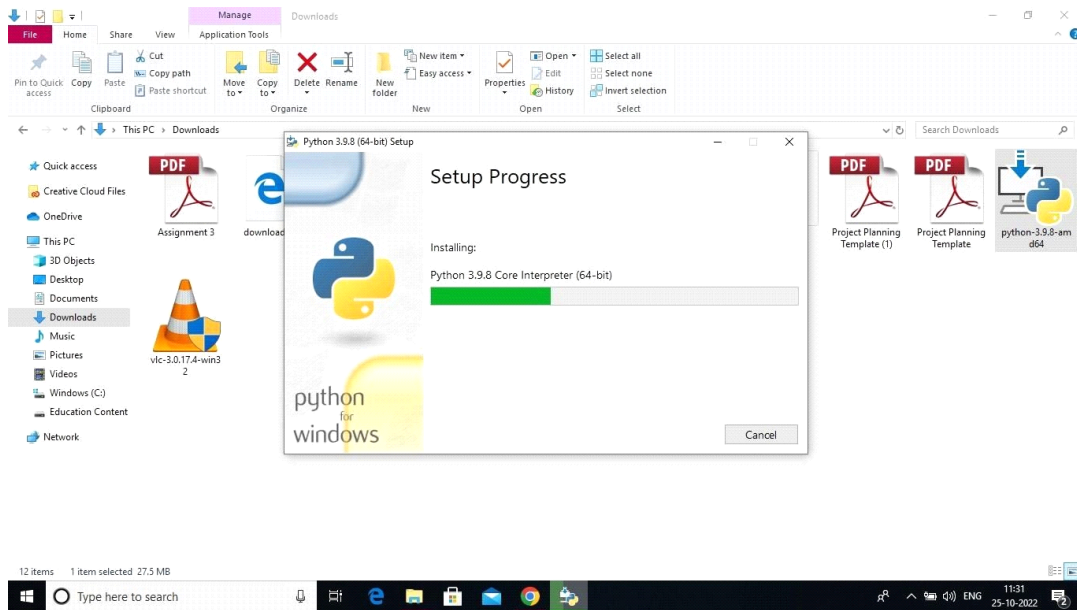 Manage
Downloads
File
Home
Share
View
Application Tools
Pin to Quick
access
Copy
Paste
Cut
Copy path
Paste shortcut
Clipboard
Move
to
Copy
to
Delete
Rename
Organize
New
folder
New item
Easy access
New
Properties
Open
Edit
History
Open
Select all
Select none
Invert selection
Select
This PC
Downloads
Search Downloads
Quick access
Creative Cloud Files
OneDrive
This PC
3D Objects
Desktop
Documents
Downloads
Music
Pictures
Videos
Windows (C:)
Education Content
Network
PDF
Assignment 3
download
vlc-3.0.17.4-win3
2
Python 3.9.8 (64-bit) Setup
Setup Progress
Installing:
Python 3.9.8 Core Interpreter (64-bit)
python
for
windows
Cancel
PDF
Project Planning
Template (1)
PDF
Project Planning
Template
python-3.9.8-am
d64
12 items
1 item selected 27.5 MB
Type here to search
ENG
11:31
25-10-2022
2